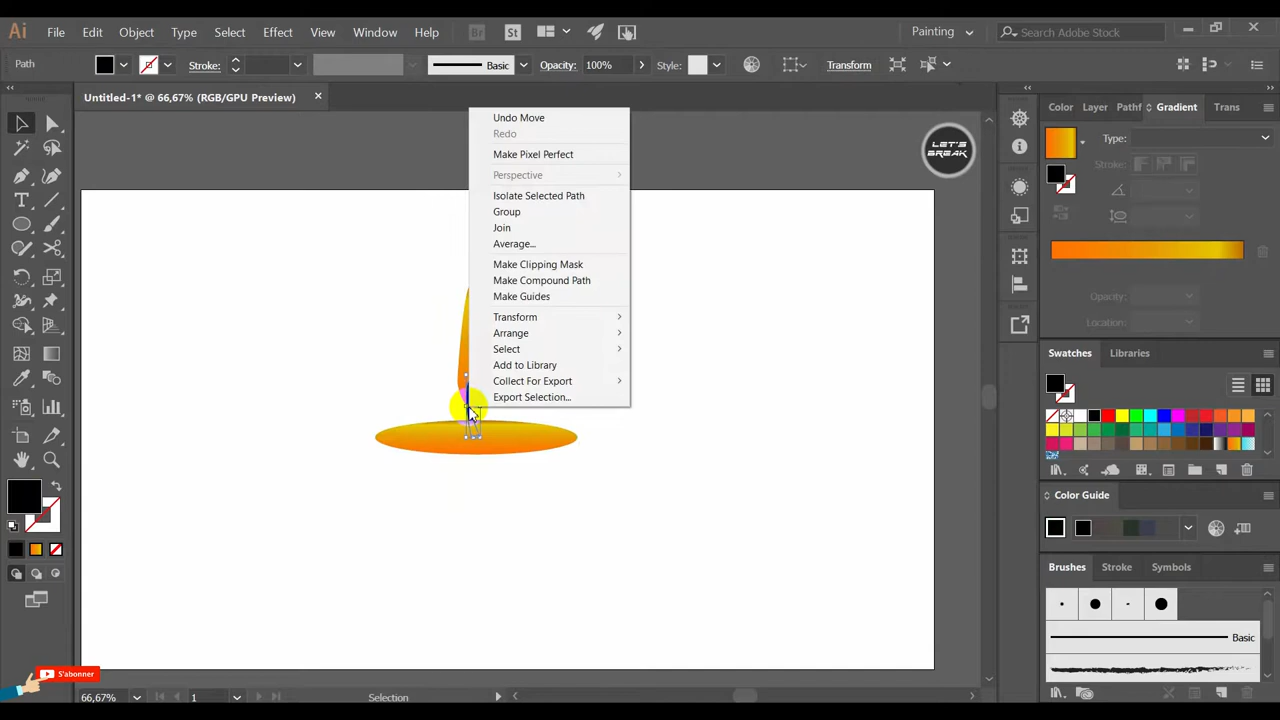 Ai File Edit Object Type Select Effect View Window Help Br St Painting Search Adobe Stock
Path Stroke: Basic Opacity: 100% Style: Transform
Untitled-1* @ 66,67% (RGB/GPU Preview)
Undo Move
Redo
Make Pixel Perfect
Perspective
Isolate Selected Path
Group
Join
Average...
Make Clipping Mask
Make Compound Path
Make Guides
Transform
Arrange
Select
Add to Library
Collect For Export
Export Selection...
LET'S BREAK
Color Layer Pathf Gradient Trans
Type:
Stroke:
Opacity:
Location:
Swatches Libraries
Color Guide
Brushes Stroke Symbols
Basic
S'abonner
66,67% 1 Selection